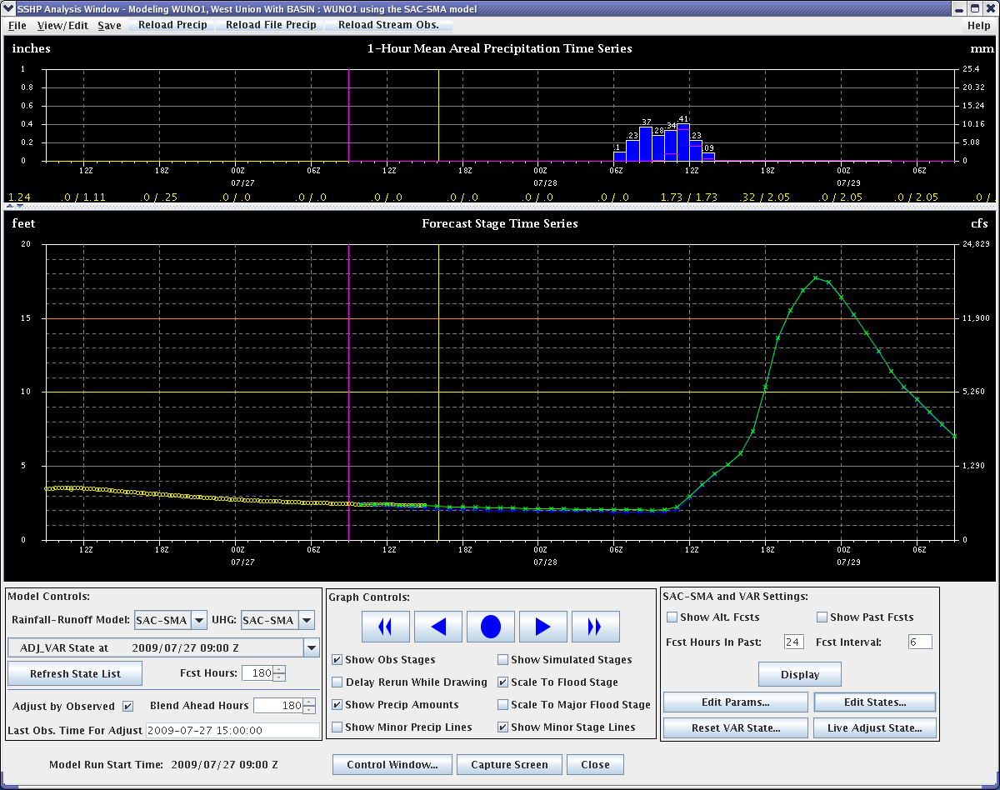 SSHP Analysis Window - Modeling WUNO1, West Union With BASIN : WUNO1 using the SAC-SMA model
File View/Edit Save Reload Precip Reload File Precip Reload Stream Obs. Help
inches 1-Hour Mean Areal Precipitation Time Series mm
1 25.4
0.8 20.32
0.6 15.24
0.4 10.16
0.2 5.08
0 0
.1 .23 .37 .28 .34 .41 .23 .09
12Z 18Z 00Z 06Z 12Z 18Z 00Z 06Z 12Z 18Z 00Z 06Z
07/27 07/28 07/29
1.24 .0 / 1.11 .0 / .25 .0 / .0 .0 / .0 .0 / .0 .0 / .0 .0 / .0 .0 / .0 1.73 / 1.73 .32 / 2.05 .0 / 2.05 .0 / 2.05 .0 /
feet Forecast Stage Time Series cfs
20 24,829
15 11,900
10 5,260
5 1,290
0 0
12Z 18Z 00Z 06Z 12Z 18Z 00Z 06Z 12Z 18Z 00Z 06Z
07/27 07/28 07/29
Model Controls:
Rainfall-Runoff Model: SAC-SMA UHG: SAC-SMA
ADJ_VAR State at 2009/07/27 09:00 Z
Refresh State List Fcst Hours: 180
Adjust by Observed Blend Ahead Hours 180
Last Obs. Time For Adjust 2009-07-27 15:00:00
Graph Controls:
Show Obs Stages Show Simulated Stages
Delay Rerun While Drawing Scale To Flood Stage
Show Precip Amounts Scale To Major Flood Stage
Show Minor Precip Lines Show Minor Stage Lines
SAC-SMA and VAR Settings:
Show Alt. Fcsts Show Past Fcsts
Fcst Hours In Past: 24 Fcst Interval: 6
Display
Edit Params... Edit States...
Reset VAR State... Live Adjust State...
Model Run Start Time: 2009/07/27 09:00 Z Control Window... Capture Screen Close